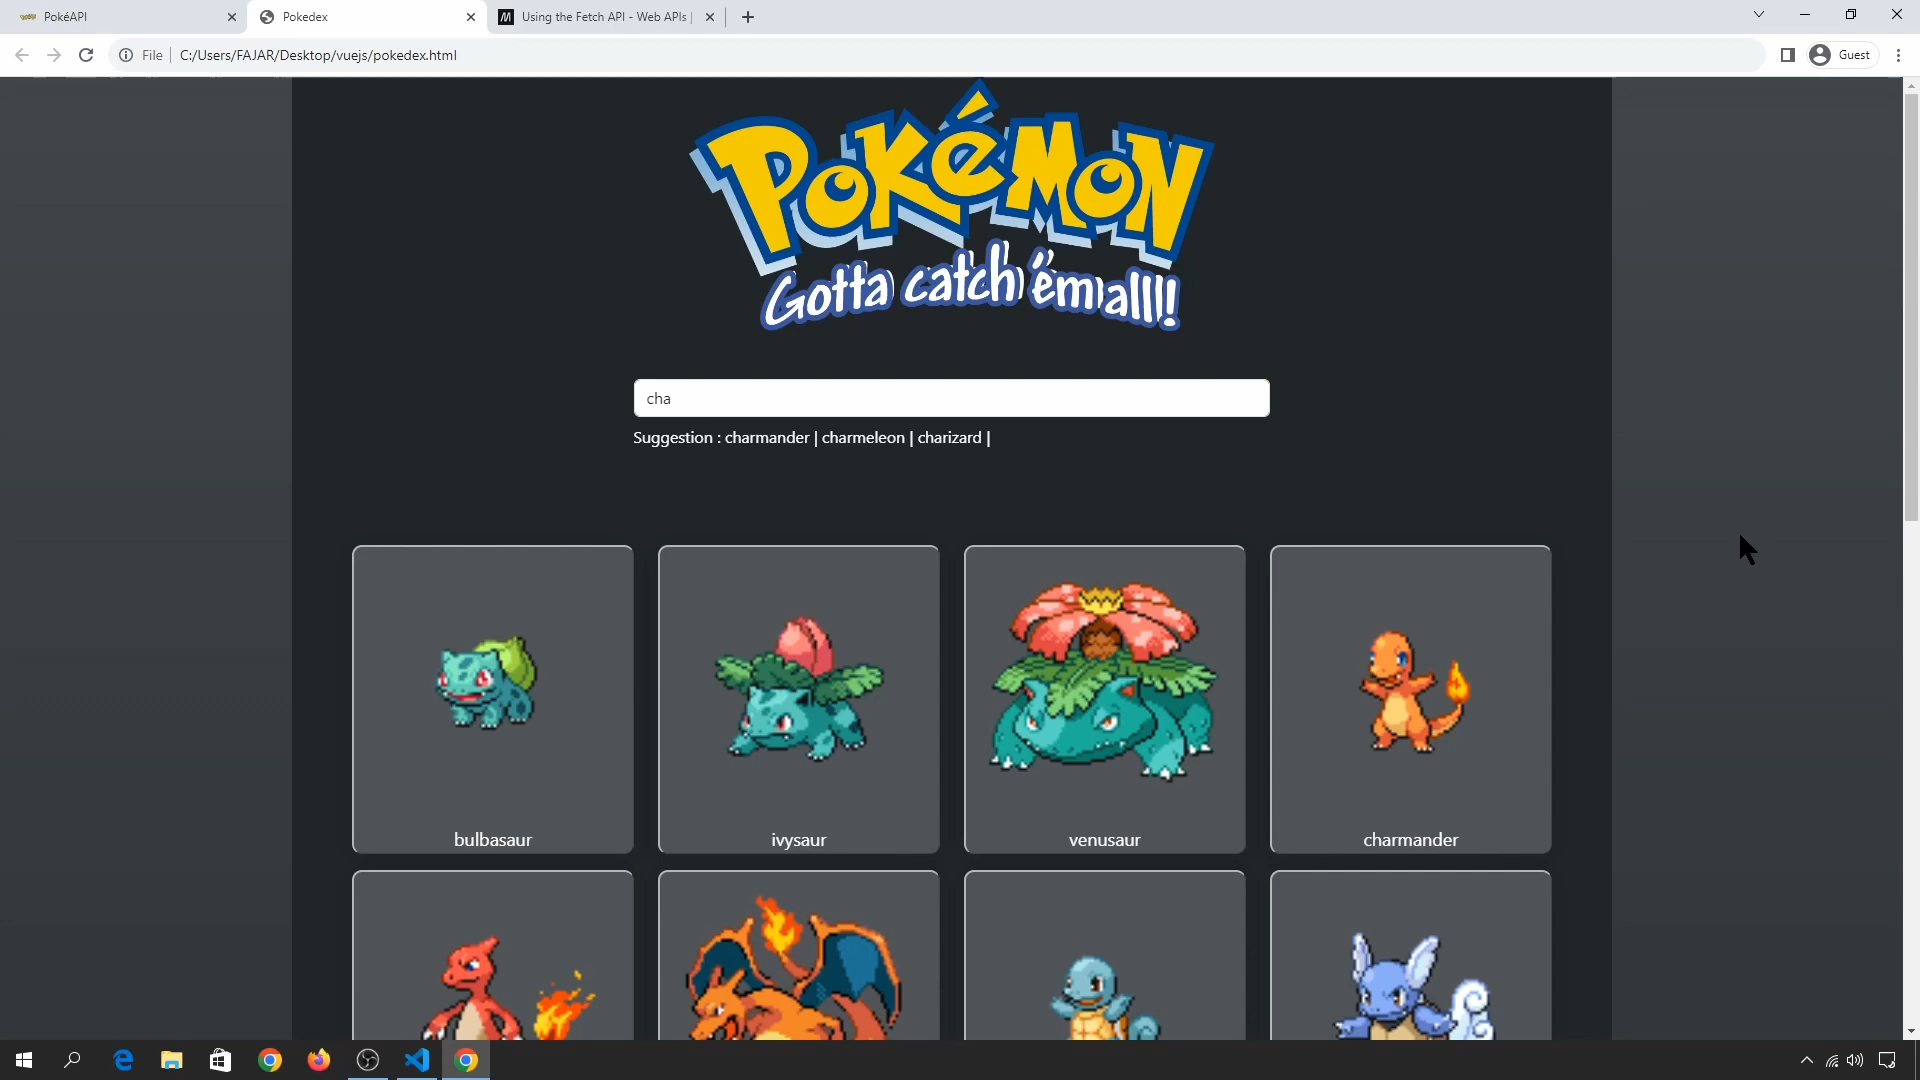 PokéAPI
Pokedex
Using the Fetch API - Web APIs |
File
C:/Users/FAJAR/Desktop/vuejs/pokedex.html
Guest
POKéMON
Gotta catch 'em alll!!
cha
Suggestion : charmander | charmeleon | charizard |
bulbasaur
ivysaur
venusaur
charmander